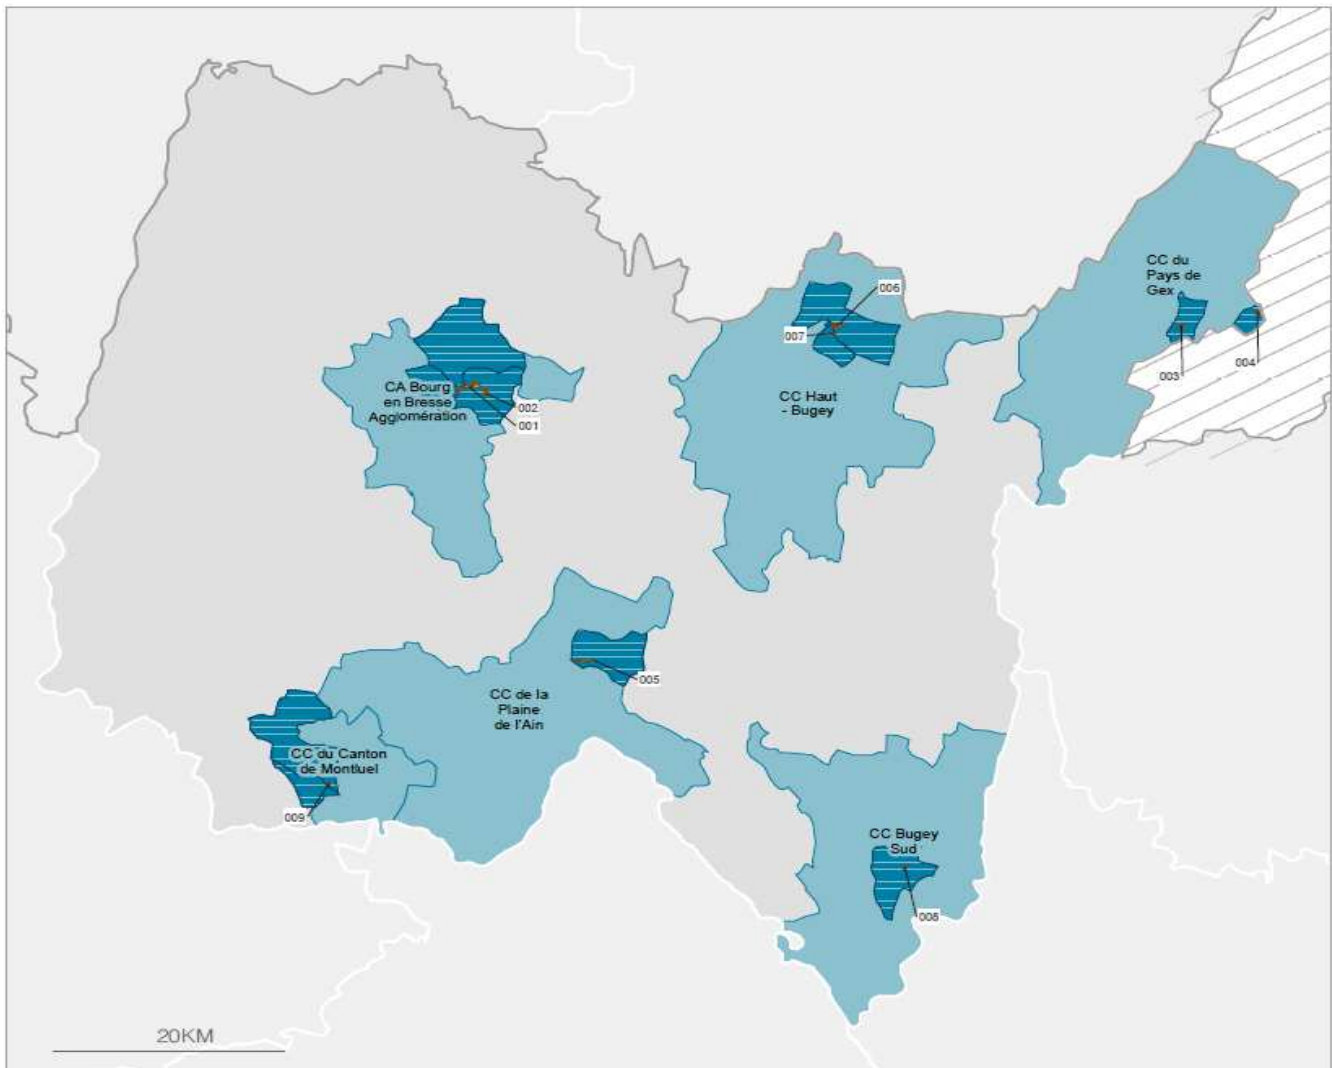 CC du
Pays de
Gex
006
007
003
004
CC Haut
- Bugey
CA Bourg
en Bresse
Agglomération
002
001
CC de la
Plaine
de l'Ain
005
CC du Canton
de Montluel
009
CC Bugey
Sud
008
20KM